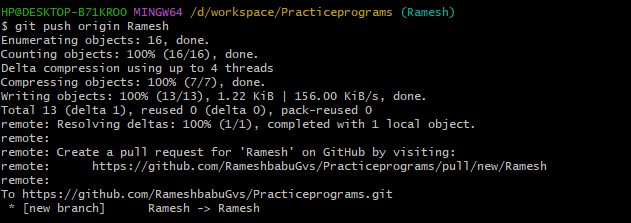 HP@DESKTOP-B71KROO MINGW64 /d/workspace/Practiceprograms (Ramesh)
$ git push origin Ramesh
Enumerating objects: 16, done.
Counting objects: 100% (16/16), done.
Delta compression using up to 4 threads
Compressing objects: 100% (7/7), done.
Writing objects: 100% (13/13), 1.22 KiB | 156.00 KiB/s, done.
Total 13 (delta 1), reused 0 (delta 0), pack-reused 0
remote: Resolving deltas: 100% (1/1), completed with 1 local object.
remote:
remote: Create a pull request for 'Ramesh' on GitHub by visiting:
remote:      https://github.com/RameshbabuGvs/Practiceprograms/pull/new/Ramesh
remote:
To https://github.com/RameshbabuGvs/Practiceprograms.git
 * [new branch]      Ramesh -> Ramesh